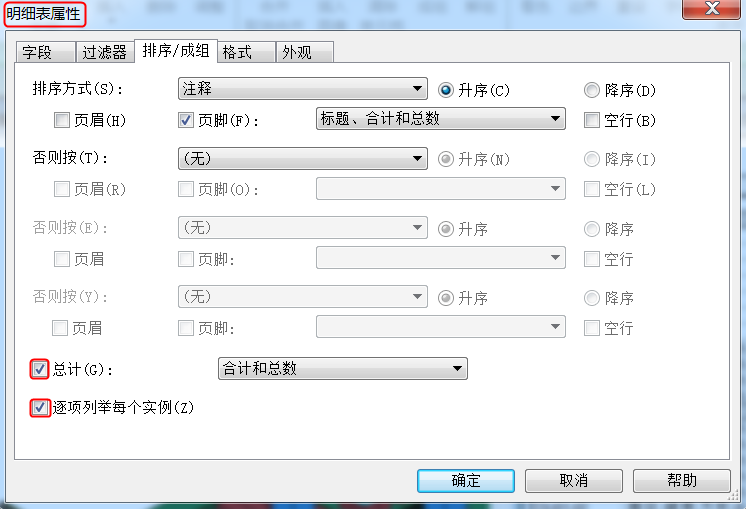 明细表属性
字段 过滤器 排序/成组 格式 外观
排序方式(S): 注释 升序(C) 降序(D)
页眉(H) 页脚(F): 标题、合计和总数 空行(B)
否则按(T): (无) 升序(N) 降序(I)
页眉(R) 页脚(O): 空行(L)
否则按(E): (无) 升序 降序
页眉 页脚: 空行
否则按(Y): (无) 升序 降序
页眉 页脚: 空行
总计(G): 合计和总数
逐项列举每个实例(Z)
确定 取消 帮助